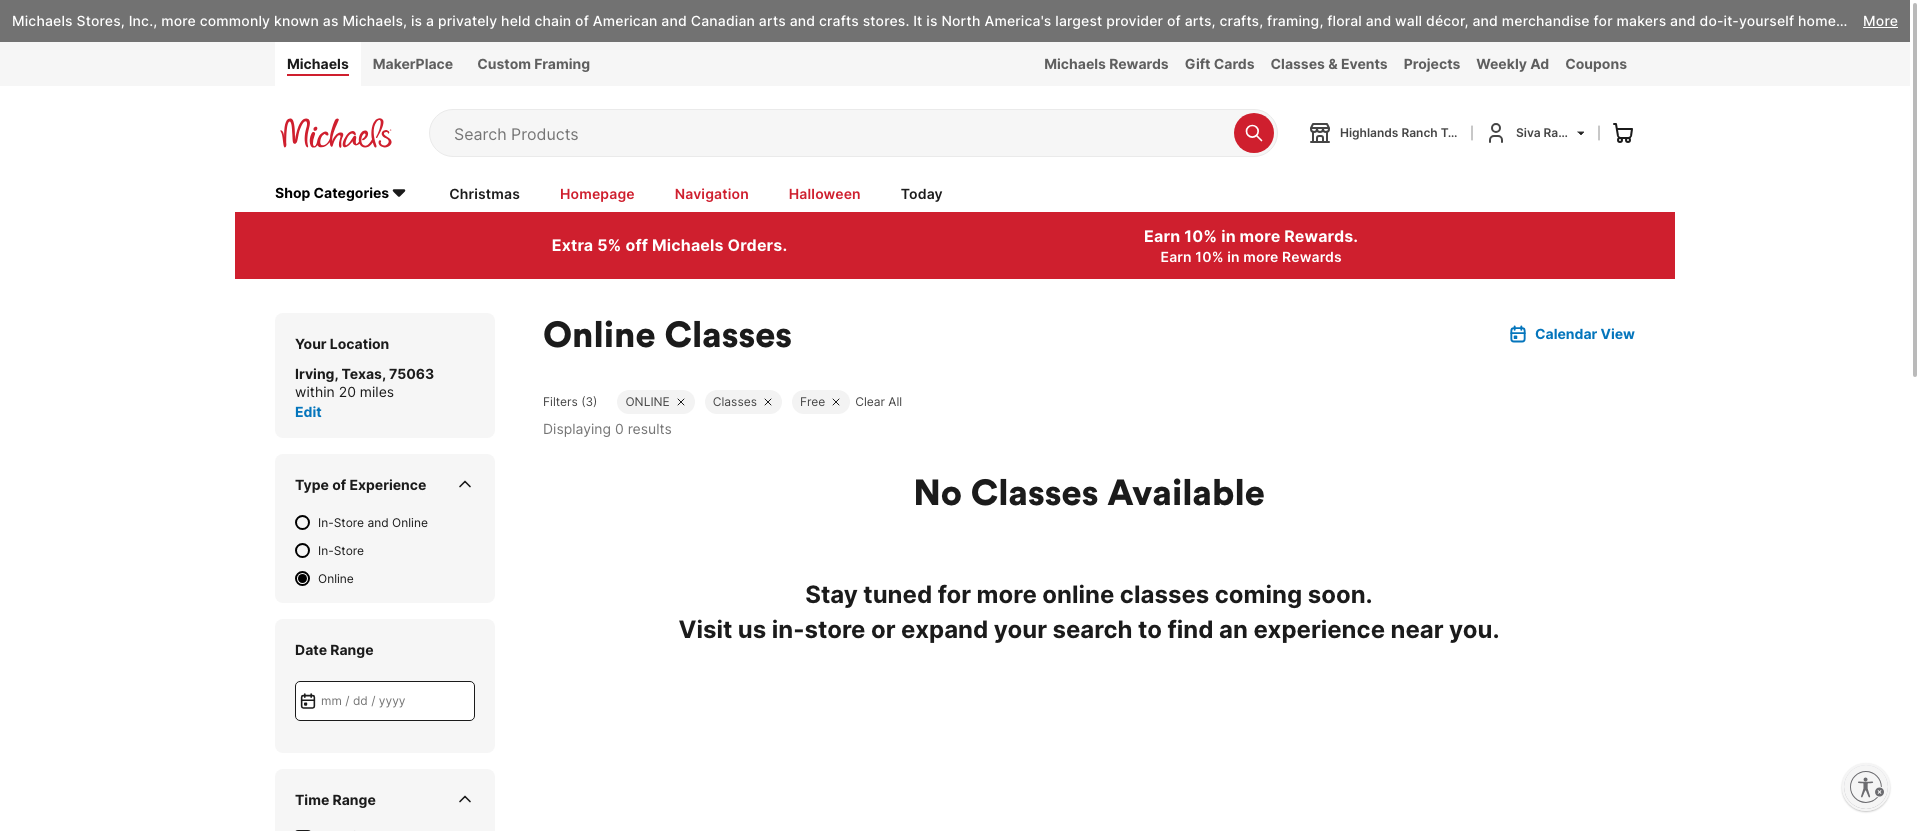 Michaels Stores, Inc., more commonly known as Michaels, is a privately held chain of American and Canadian arts and crafts stores. It is North America's largest provider of arts, crafts, framing, floral and wall décor, and merchandise for makers and do-it-yourself home... More
Michaels MakerPlace Custom Framing Michaels Rewards Gift Cards Classes & Events Projects Weekly Ad Coupons
Michaels Search Products Highlands Ranch T... Siva Ra...
Shop Categories Christmas Homepage Navigation Halloween Today
Extra 5% off Michaels Orders.
Earn 10% in more Rewards.
Earn 10% in more Rewards
Your Location
Irving, Texas, 75063
within 20 miles
Edit
Type of Experience
In-Store and Online
In-Store
Online
Date Range
mm / dd / yyyy
Time Range
Online Classes
Calendar View
Filters (3) ONLINE Classes Free Clear All
Displaying 0 results
No Classes Available
Stay tuned for more online classes coming soon.
Visit us in-store or expand your search to find an experience near you.